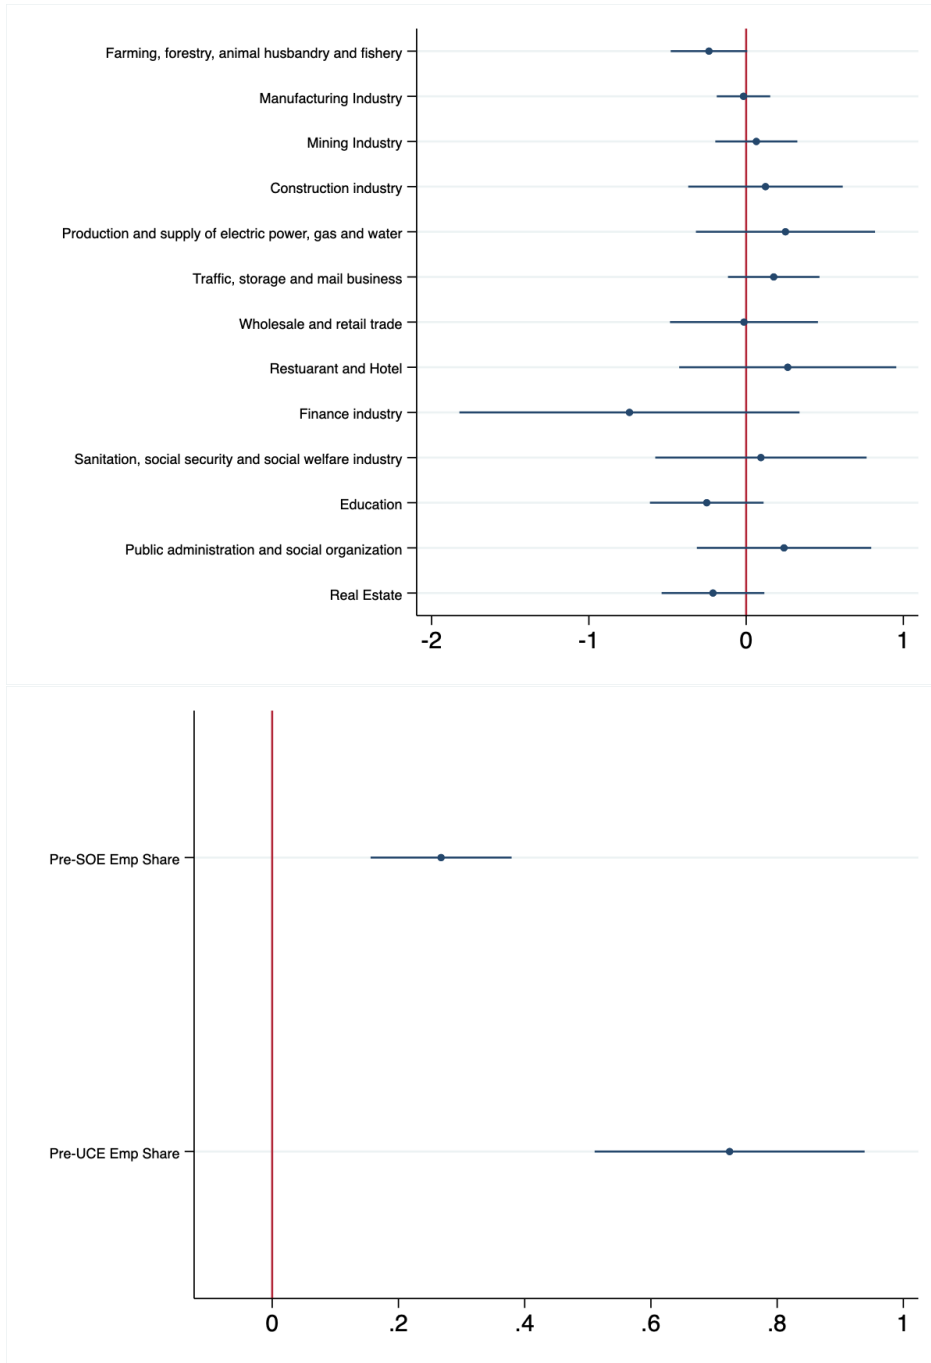 Farming, forestry, animal husbandry and fishery
Manufacturing Industry
Mining Industry
Construction industry
Production and supply of electric power, gas and water
Traffic, storage and mail business
Wholesale and retail trade
Restuarant and Hotel
Finance industry
Sanitation, social security and social welfare industry
Education
Public administration and social organization
Real Estate
-2 -1 0 1
Pre-SOE Emp Share
Pre-UCE Emp Share
0 .2 .4 .6 .8 1